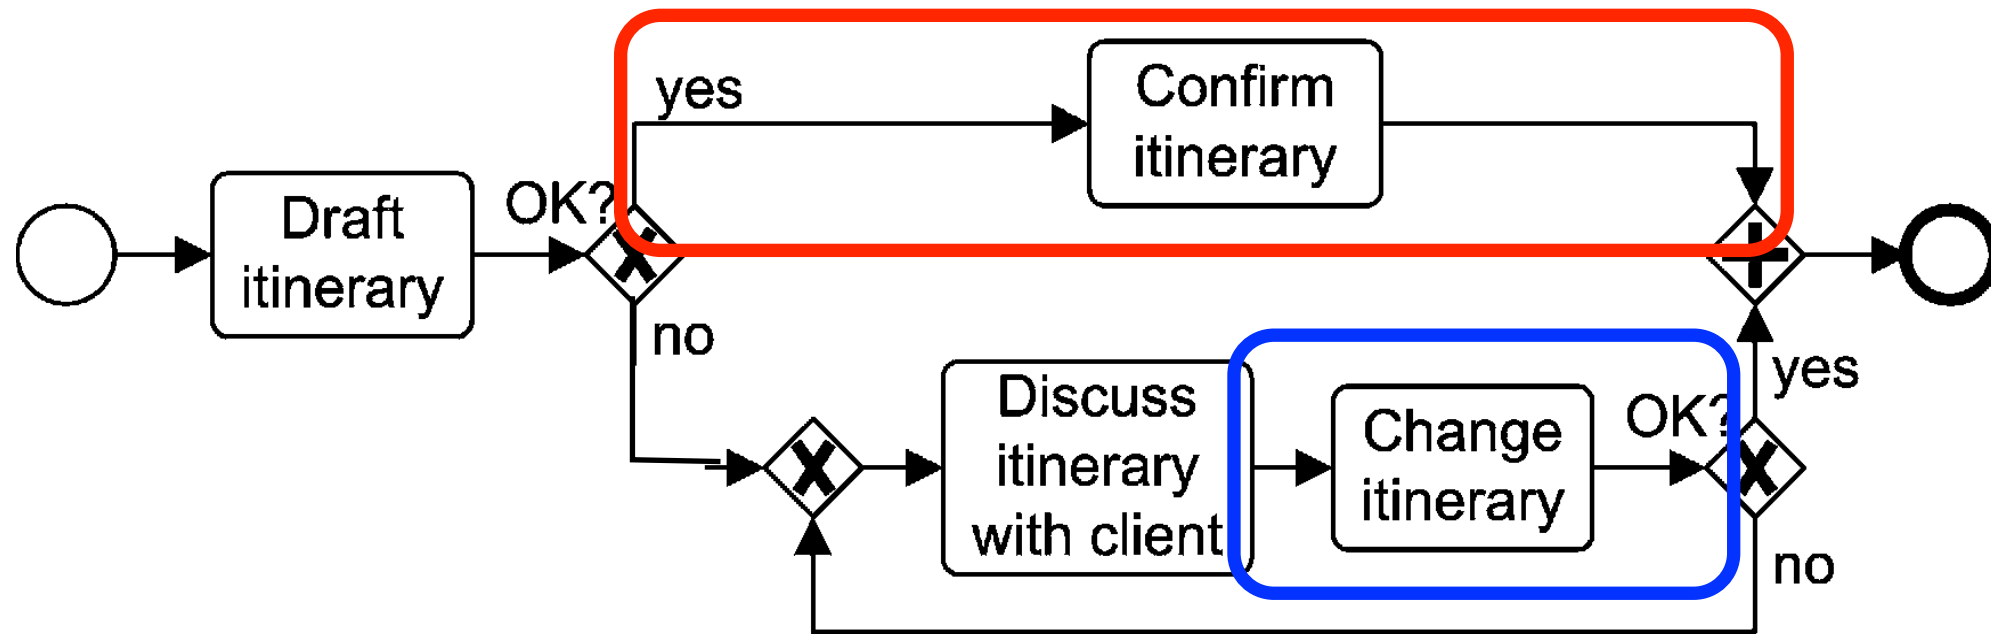 yes
Confirm
itinerary
Draft
itinerary
OK?
no
Discuss
itinerary
with client
Change
itinerary
OK?
yes
no